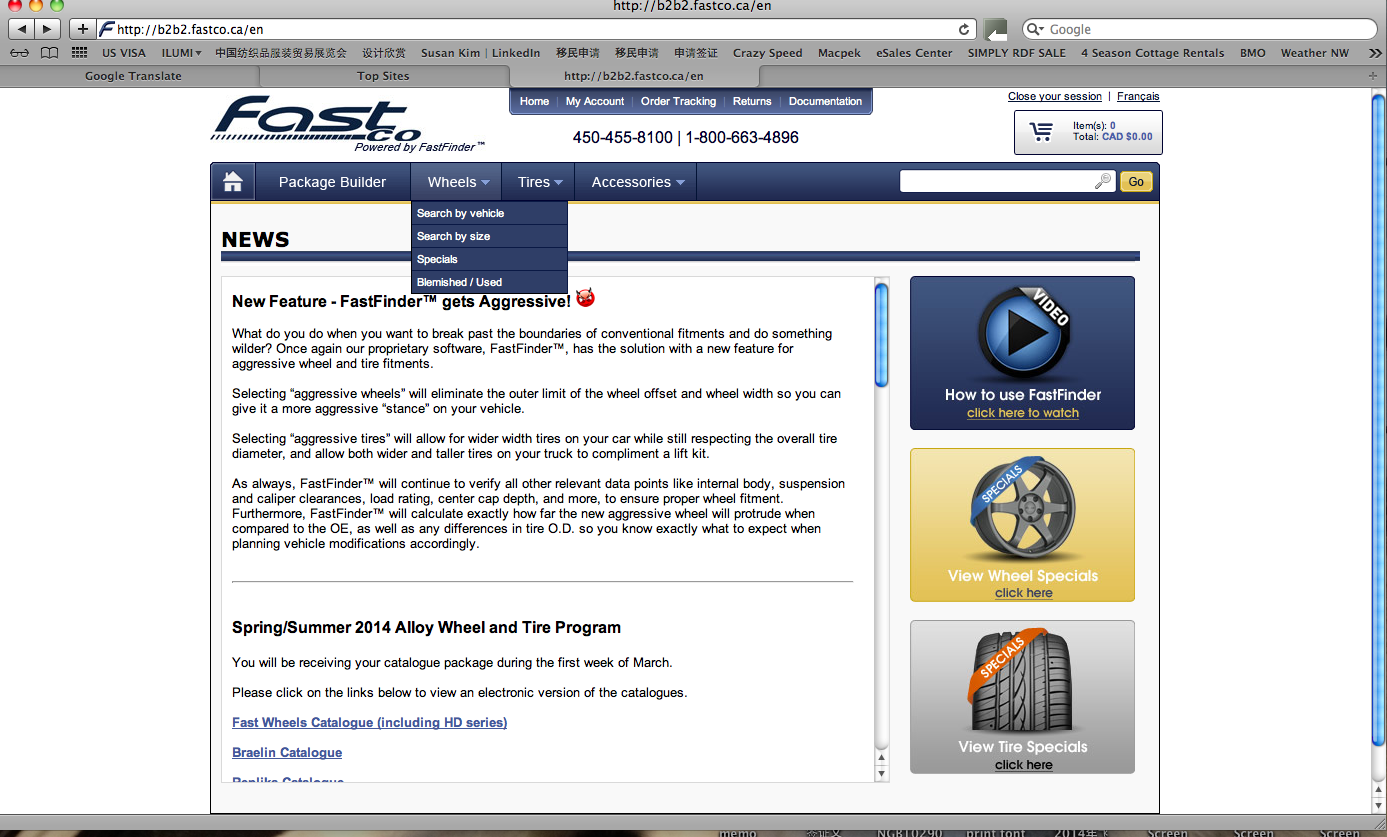 http://b2b2.fastco.ca/en
http://b2b2.fastco.ca/en
Google
US VISA ILUMI 中国纺织品服装贸易展览会 设计欣赏 Susan Kim | LinkedIn 移民申请 移民申请 申请签证 Crazy Speed Macpek eSales Center SIMPLY RDF SALE 4 Season Cottage Rentals BMO Weather NW
Google Translate Top Sites http://b2b2.fastco.ca/en
Close your session | Français
Home My Account Order Tracking Returns Documentation
Fast co
Powered by FastFinder™
450-455-8100 | 1-800-663-4896
Item(s): 0
Total: CAD $0.00
Package Builder Wheels Tires Accessories Go
Search by vehicle
Search by size
Specials
Blemished / Used
NEWS
New Feature - FastFinder™ gets Aggressive!
What do you do when you want to break past the boundaries of conventional fitments and do something
wilder? Once again our proprietary software, FastFinder™, has the solution with a new feature for
aggressive wheel and tire fitments.
Selecting “aggressive wheels” will eliminate the outer limit of the wheel offset and wheel width so you can
give it a more aggressive “stance” on your vehicle.
Selecting “aggressive tires” will allow for wider width tires on your car while still respecting the overall tire
diameter, and allow both wider and taller tires on your truck to compliment a lift kit.
As always, FastFinder™ will continue to verify all other relevant data points like internal body, suspension
and caliper clearances, load rating, center cap depth, and more, to ensure proper wheel fitment.
Furthermore, FastFinder™ will calculate exactly how far the new aggressive wheel will protrude when
compared to the OE, as well as any differences in tire O.D. so you know exactly what to expect when
planning vehicle modifications accordingly.
Spring/Summer 2014 Alloy Wheel and Tire Program
You will be receiving your catalogue package during the first week of March.
Please click on the links below to view an electronic version of the catalogues.
Fast Wheels Catalogue (including HD series)
Braelin Catalogue
Replika Catalogue
VIDEO
How to use FastFinder
click here to watch
SPECIALS
View Wheel Specials
click here
SPECIALS
View Tire Specials
click here
memo NGBT0290 print font Screen Screen Screen